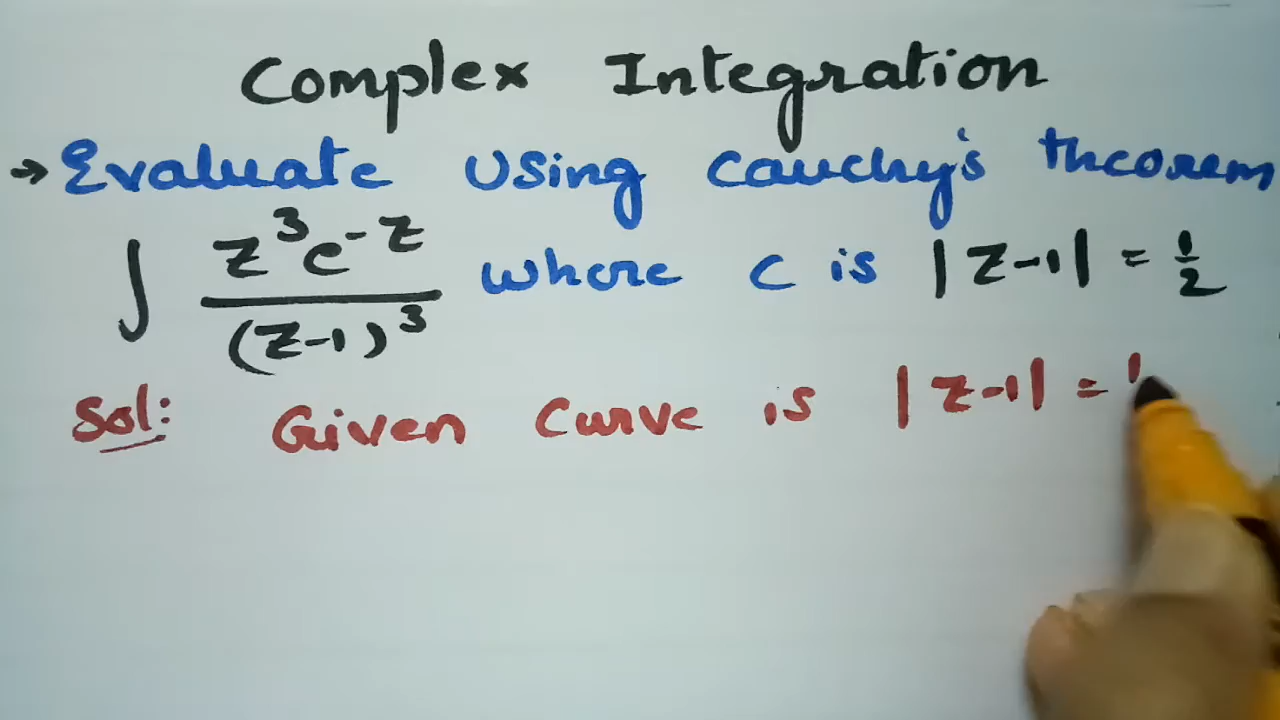 Complex Integration
→ Evaluate Using Cauchy's theorem
∫ z³e⁻ᶻ / (z-1)³ where C is |z-1| = 1/2
Sol: Given Curve is |z-1| = 1